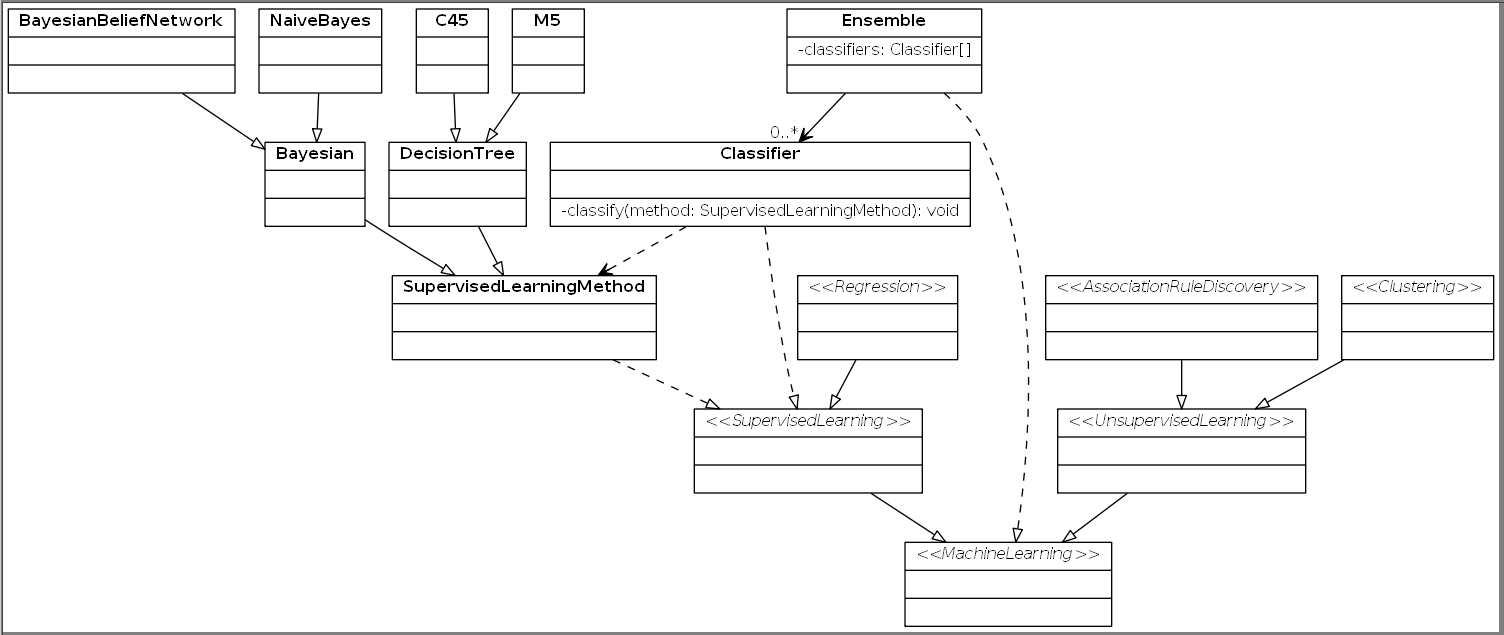 BayesianBeliefNetwork
NaiveBayes
C45
M5
Ensemble
-classifiers: Classifier[]
0..*
Bayesian
DecisionTree
Classifier
-classify(method: SupervisedLearningMethod): void
SupervisedLearningMethod
<<Regression>>
<<AssociationRuleDiscovery>>
<<Clustering>>
<<SupervisedLearning>>
<<UnsupervisedLearning>>
<<MachineLearning>>